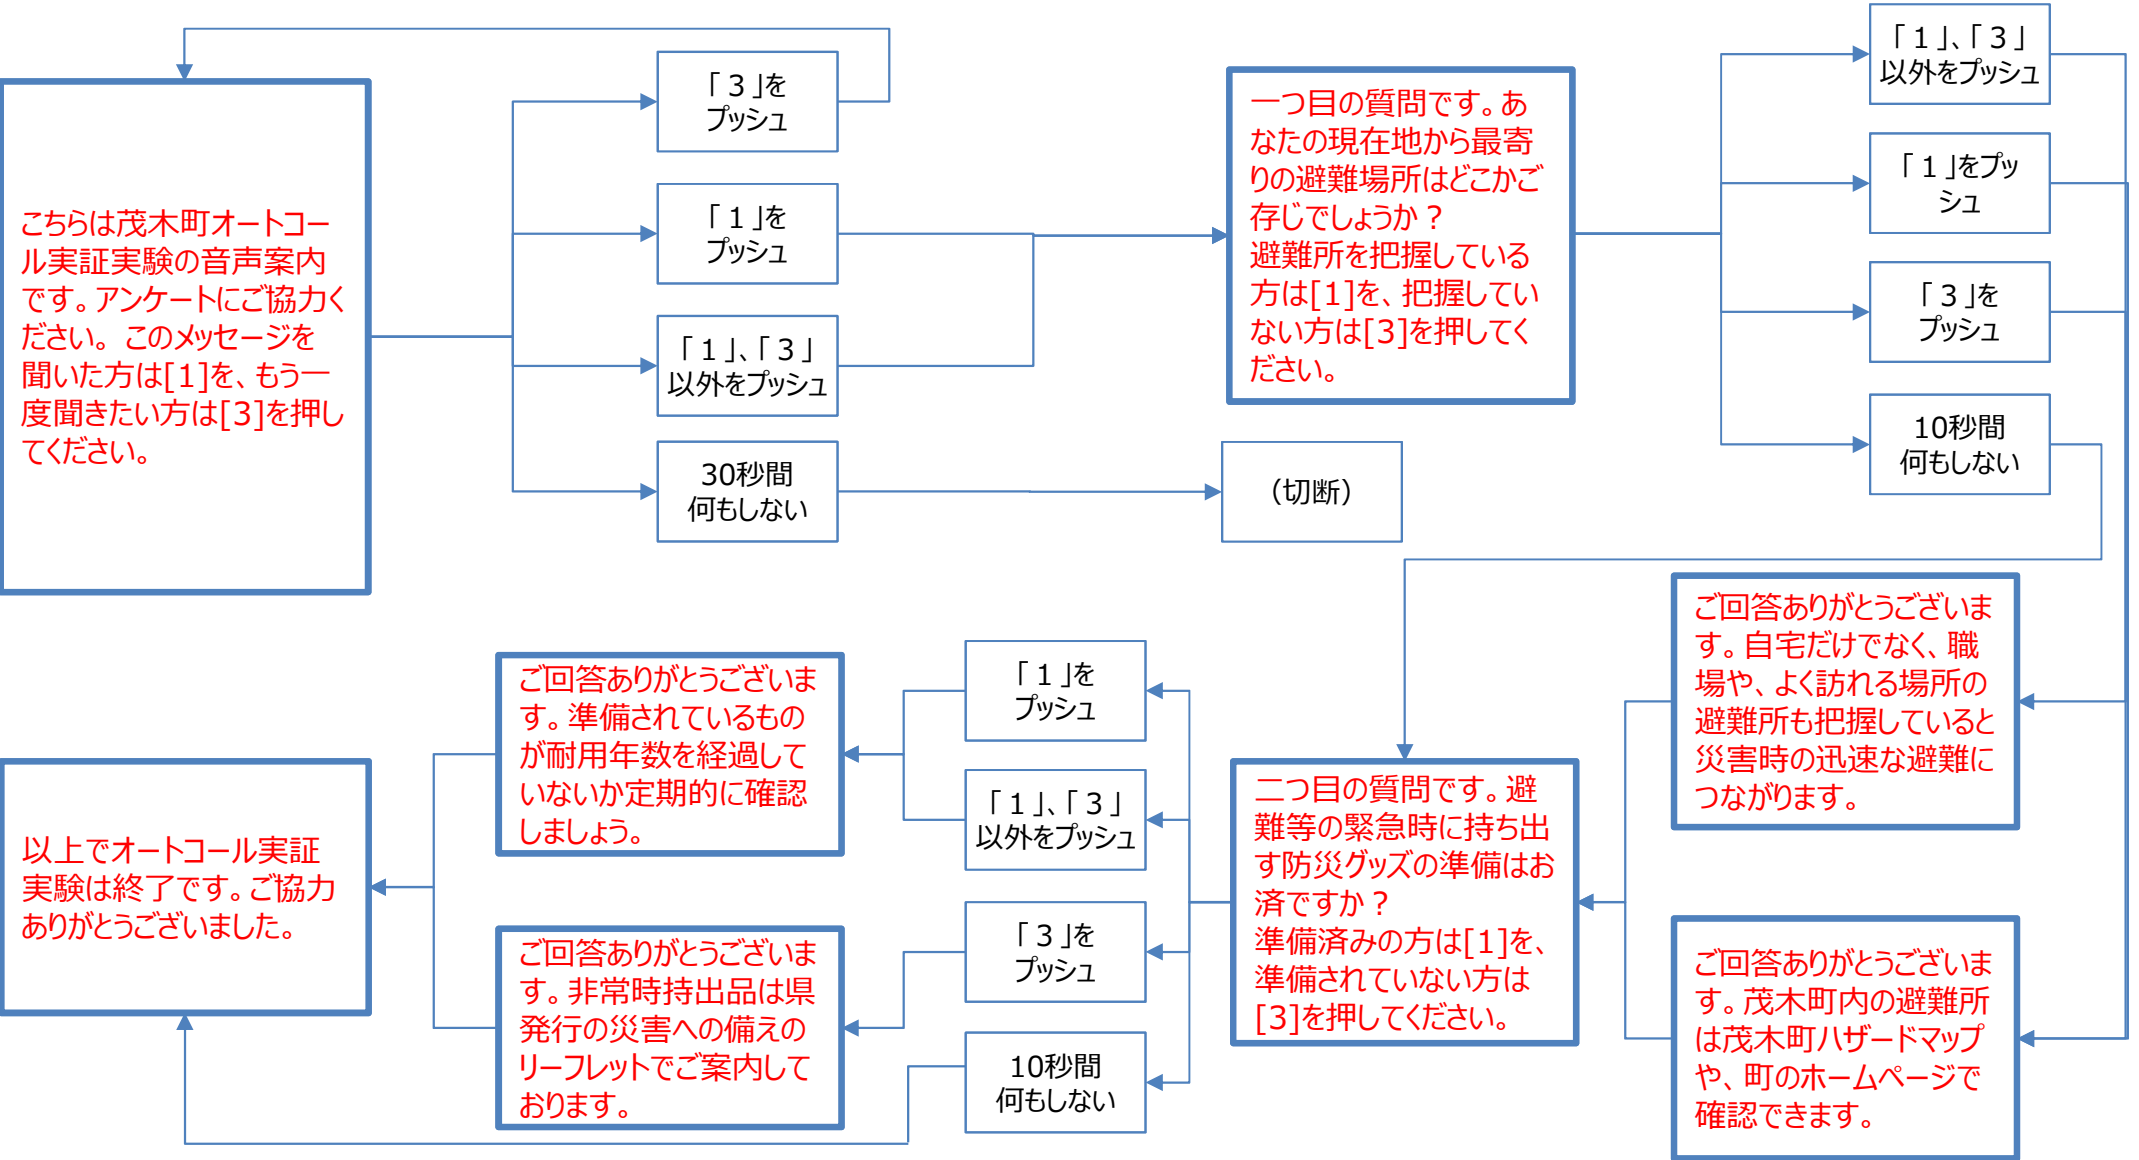 こちらは茂木町オートコー
ル実証実験の音声案内
です。アンケートにご協力く
ださい。このメッセージを
聞いた方は[1]を、もう一
度聞きたい方は[3]を押し
てください。
「３」を
プッシュ
「１」を
プッシュ
「１」、「３」
以外をプッシュ
30秒間
何もしない
(切断)
一つ目の質問です。あ
なたの現在地から最寄
りの避難場所はどこかご
存じでしょうか？
避難所を把握している
方は[1]を、把握してい
ない方は[3]を押してく
ださい。
「１」、「３」
以外をプッシュ
「１」をプッ
シュ
「３」を
プッシュ
10秒間
何もしない
ご回答ありがとうございま
す。自宅だけでなく、職
場や、よく訪れる場所の
避難所も把握していると
災害時の迅速な避難に
つながります。
ご回答ありがとうございま
す。茂木町内の避難所
は茂木町ハザードマップ
や、町のホームページで
確認できます。
二つ目の質問です。避
難等の緊急時に持ち出
す防災グッズの準備はお
済ですか？
準備済みの方は[1]を、
準備されていない方は
[3]を押してください。
「１」を
プッシュ
「１」、「３」
以外をプッシュ
「３」を
プッシュ
10秒間
何もしない
ご回答ありがとうございま
す。準備されているもの
が耐用年数を経過して
いないか定期的に確認
しましょう。
ご回答ありがとうございま
す。非常時持出品は県
発行の災害への備えの
リーフレットでご案内して
おります。
以上でオートコール実証
実験は終了です。ご協力
ありがとうございました。